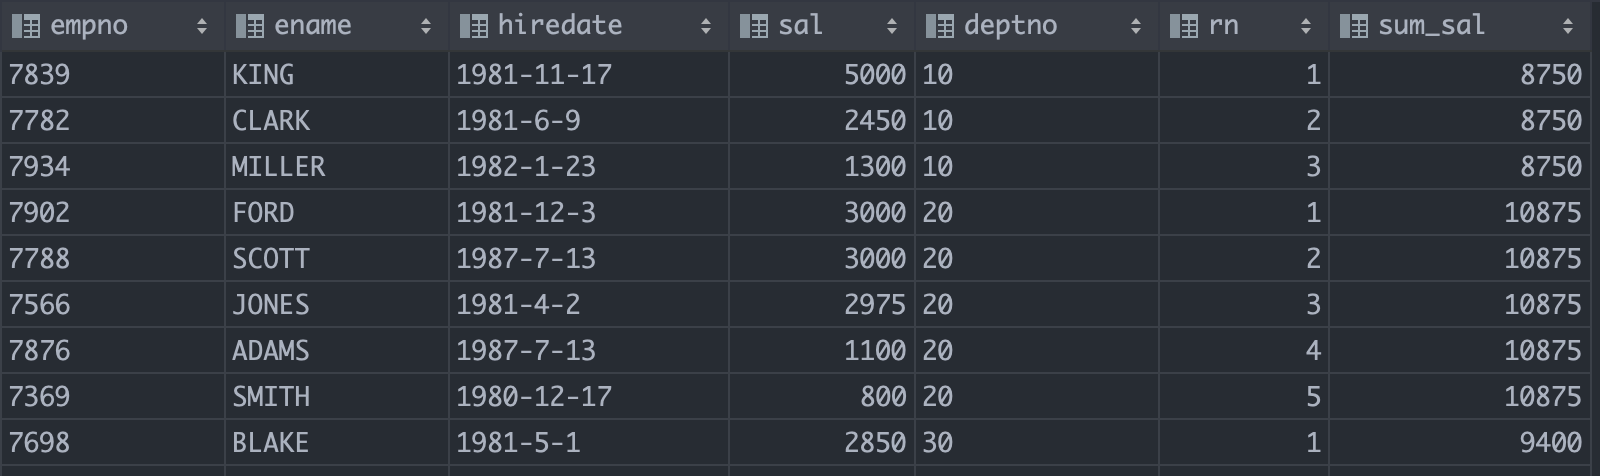 empno ename hiredate sal deptno rn sum_sal
7839 KING 1981-11-17 5000 10 1 8750
7782 CLARK 1981-6-9 2450 10 2 8750
7934 MILLER 1982-1-23 1300 10 3 8750
7902 FORD 1981-12-3 3000 20 1 10875
7788 SCOTT 1987-7-13 3000 20 2 10875
7566 JONES 1981-4-2 2975 20 3 10875
7876 ADAMS 1987-7-13 1100 20 4 10875
7369 SMITH 1980-12-17 800 20 5 10875
7698 BLAKE 1981-5-1 2850 30 1 9400